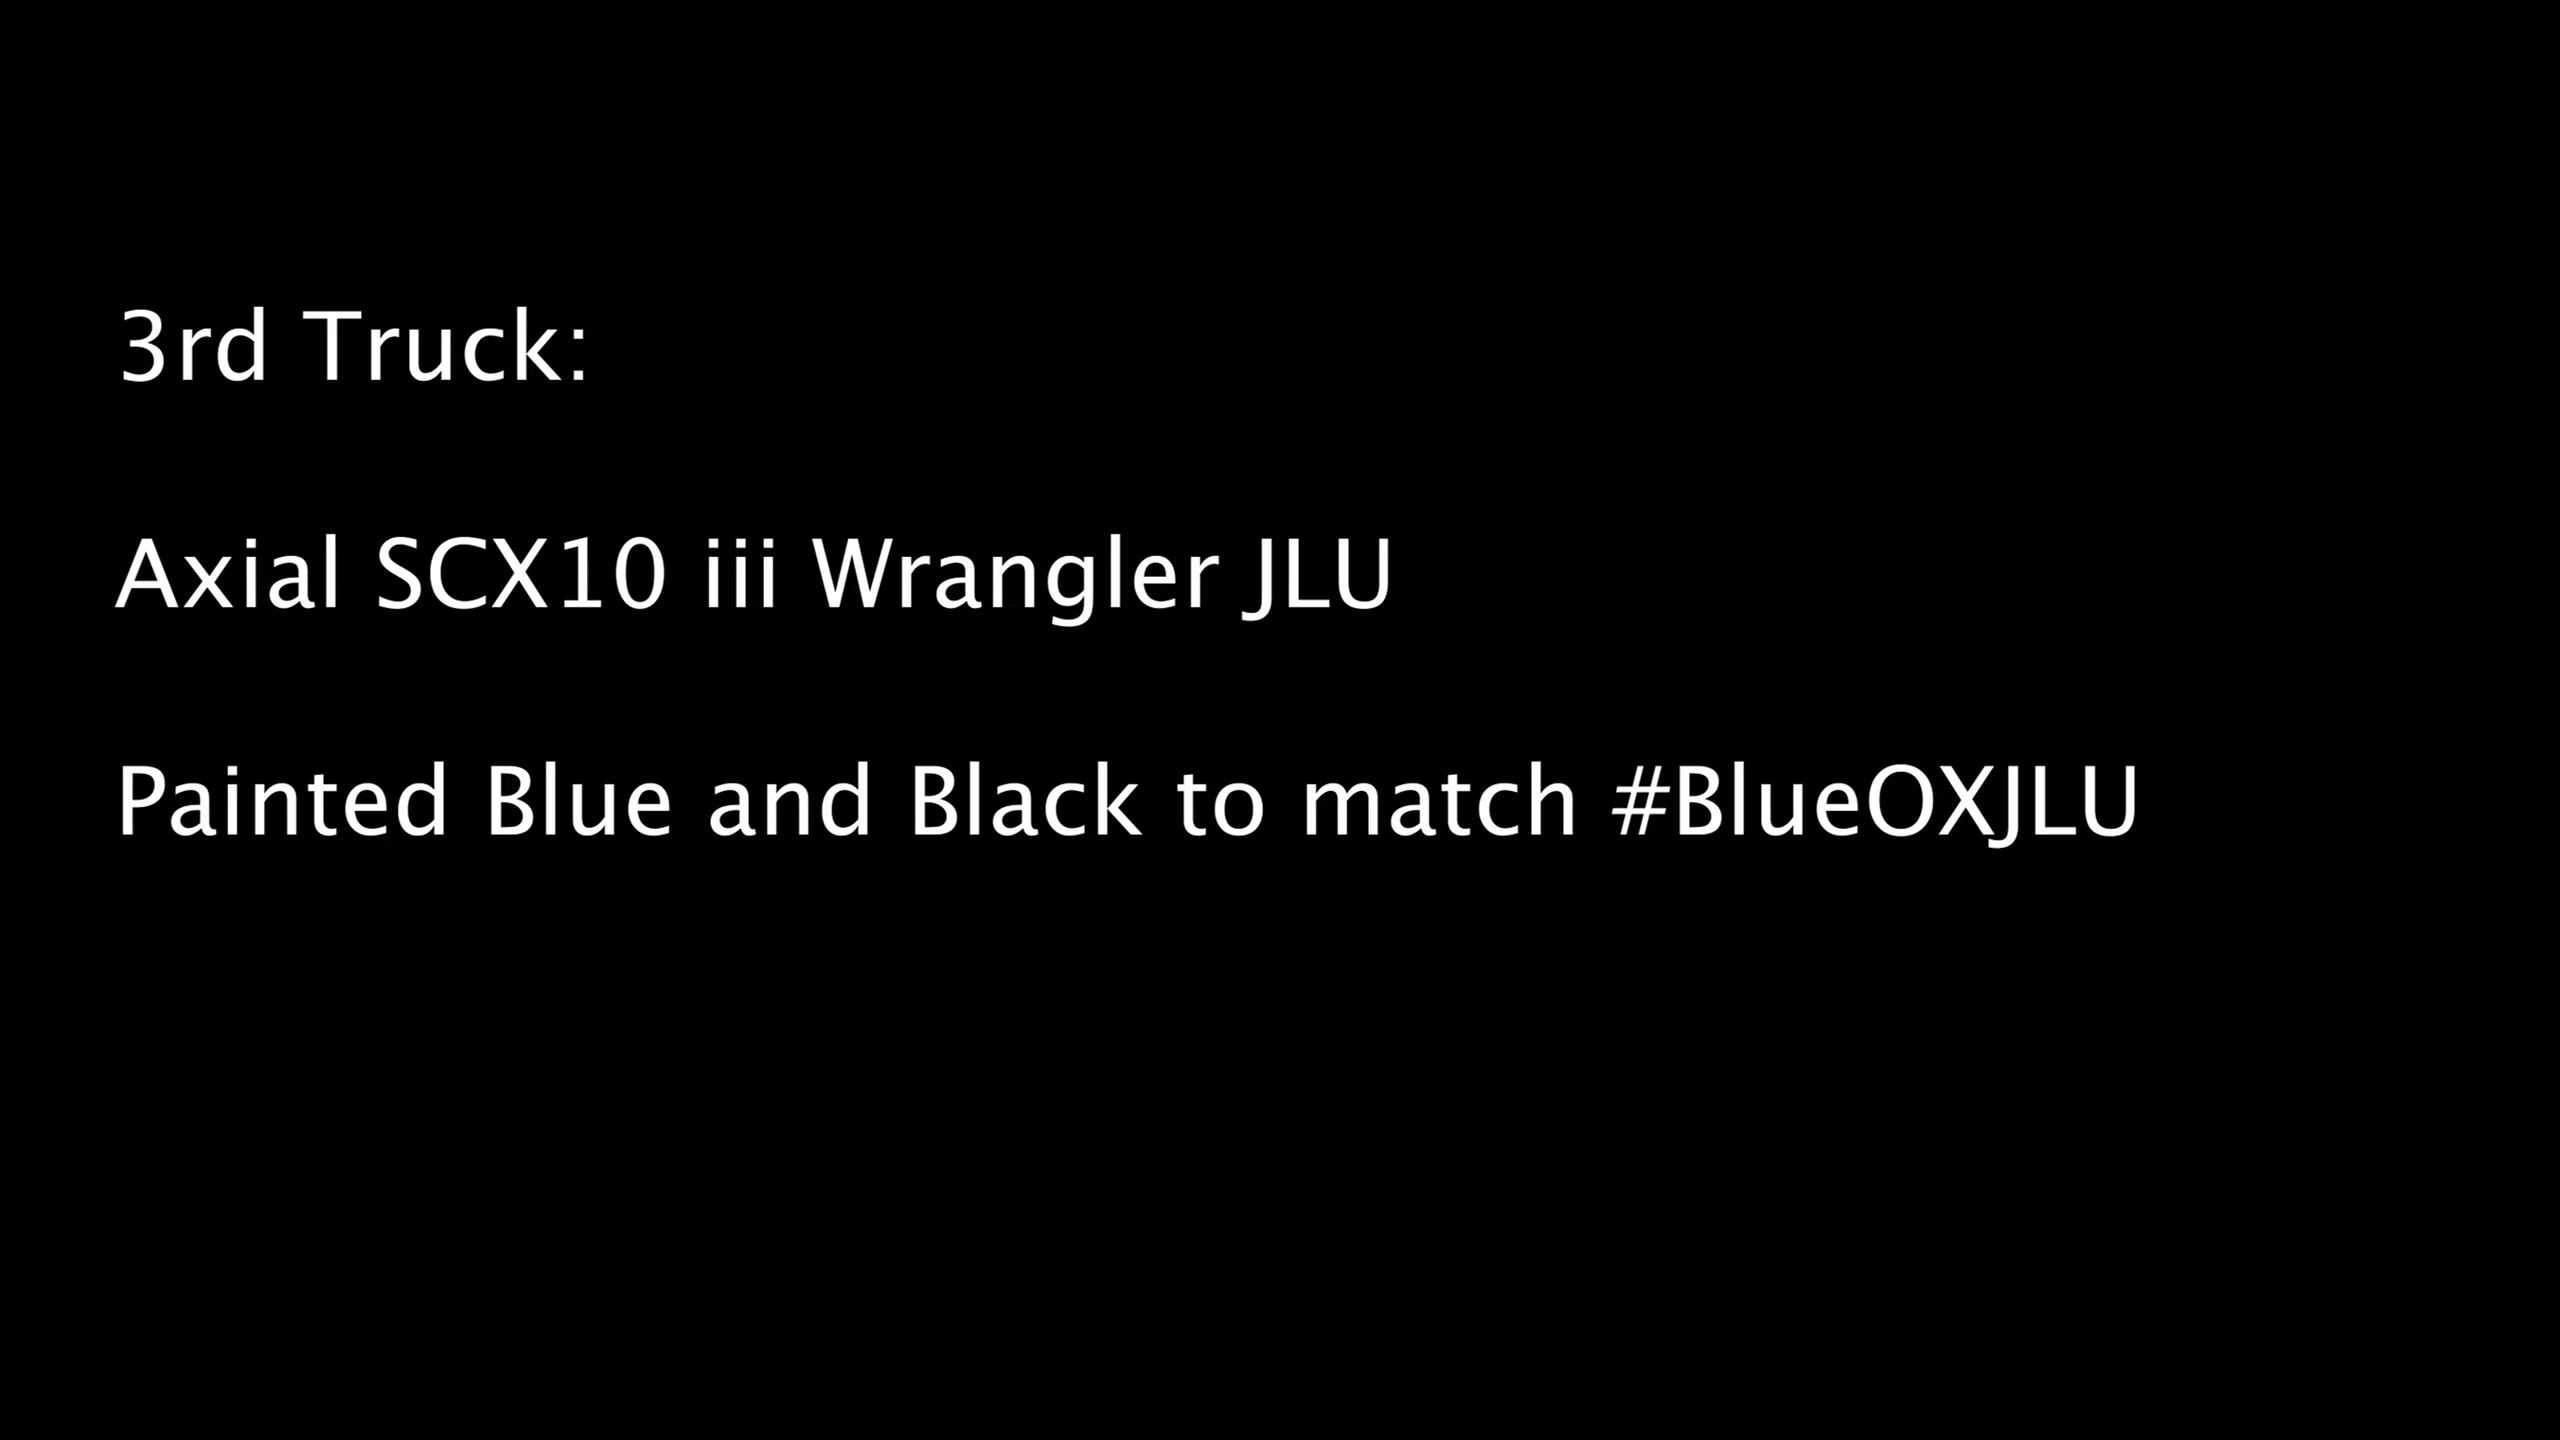 3rd Truck:
Axial SCX10 iii Wrangler JLU
Painted Blue and Black to match #BlueOXJLU